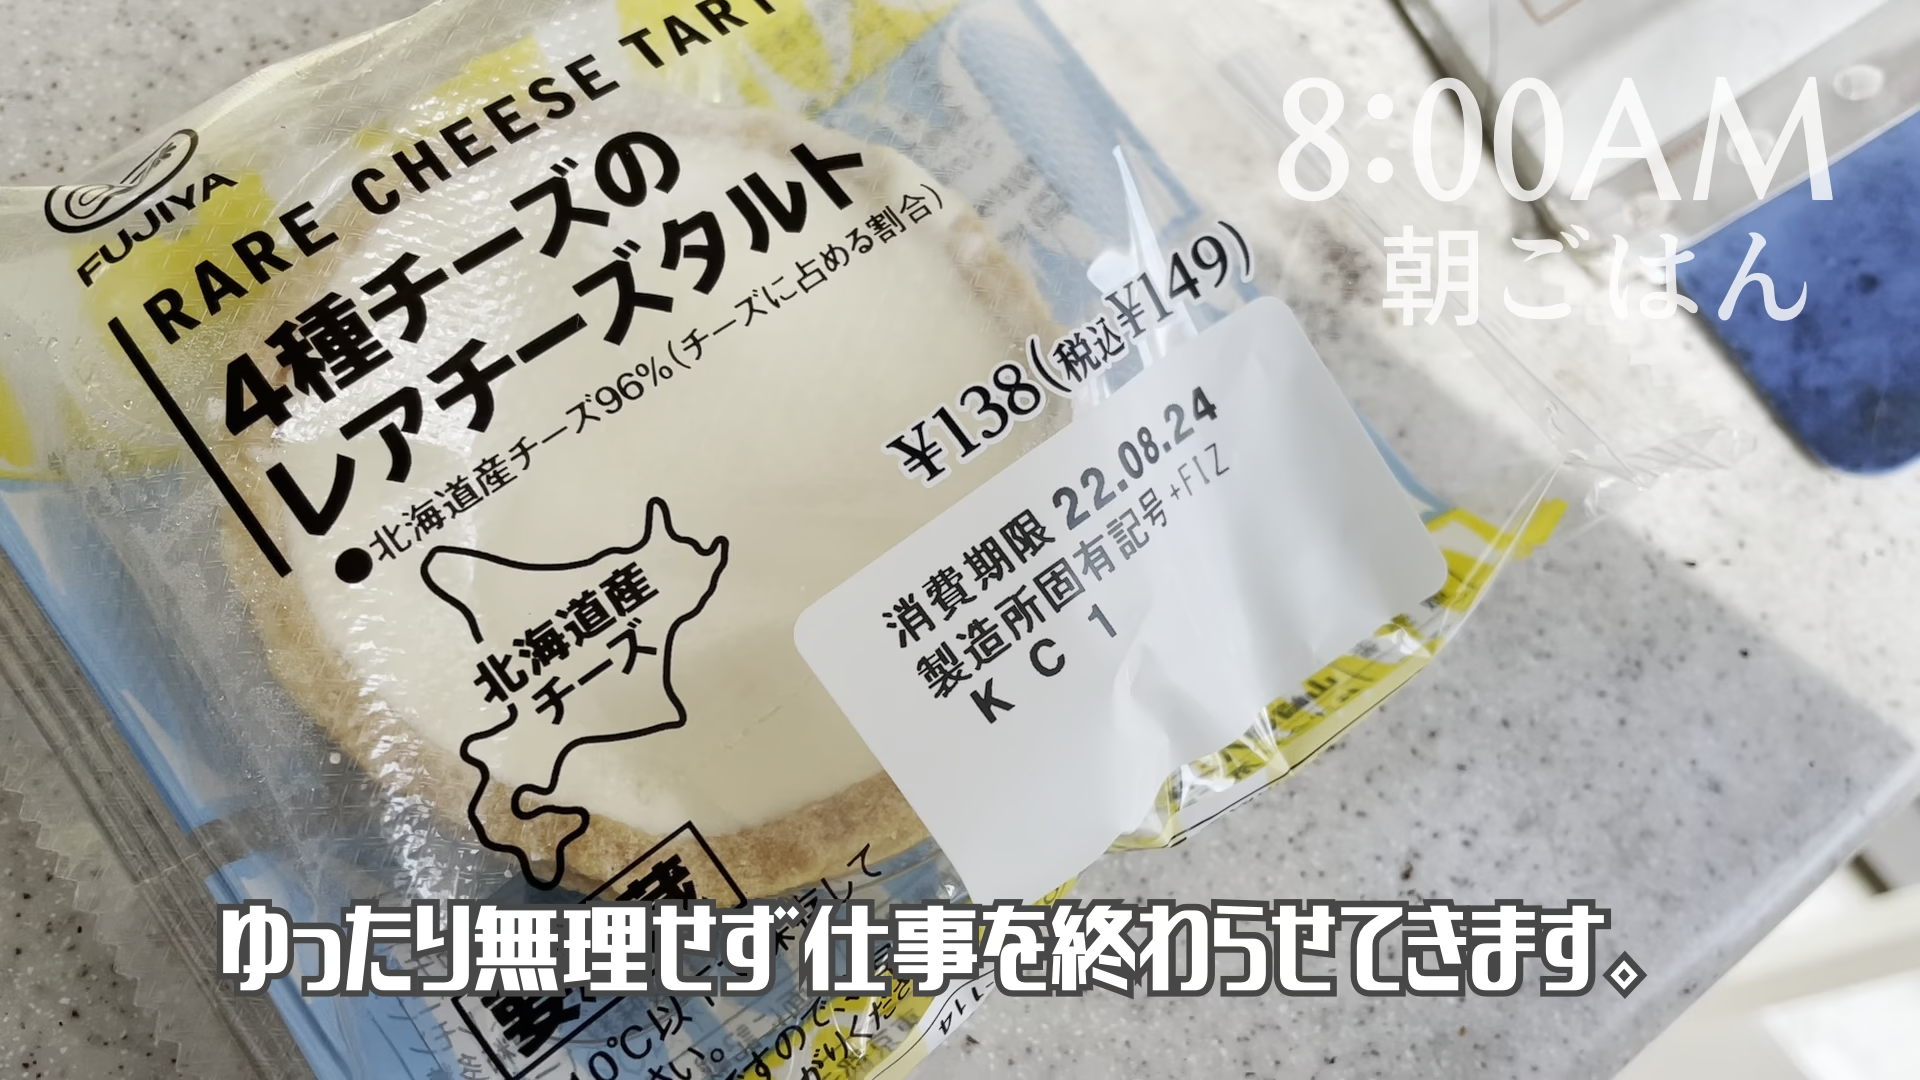 FUJIYA
RARE CHEESE TART
4種チーズの
レアチーズタルト
●北海道産チーズ96%(チーズに占める割合)
¥138(税込¥149)
北海道産
チーズ
消費期限 22.08.24
製造所固有記号+FIZ
K C 1
8:00AM
朝ごはん
ゆったり無理せず仕事を終わらせてきます。